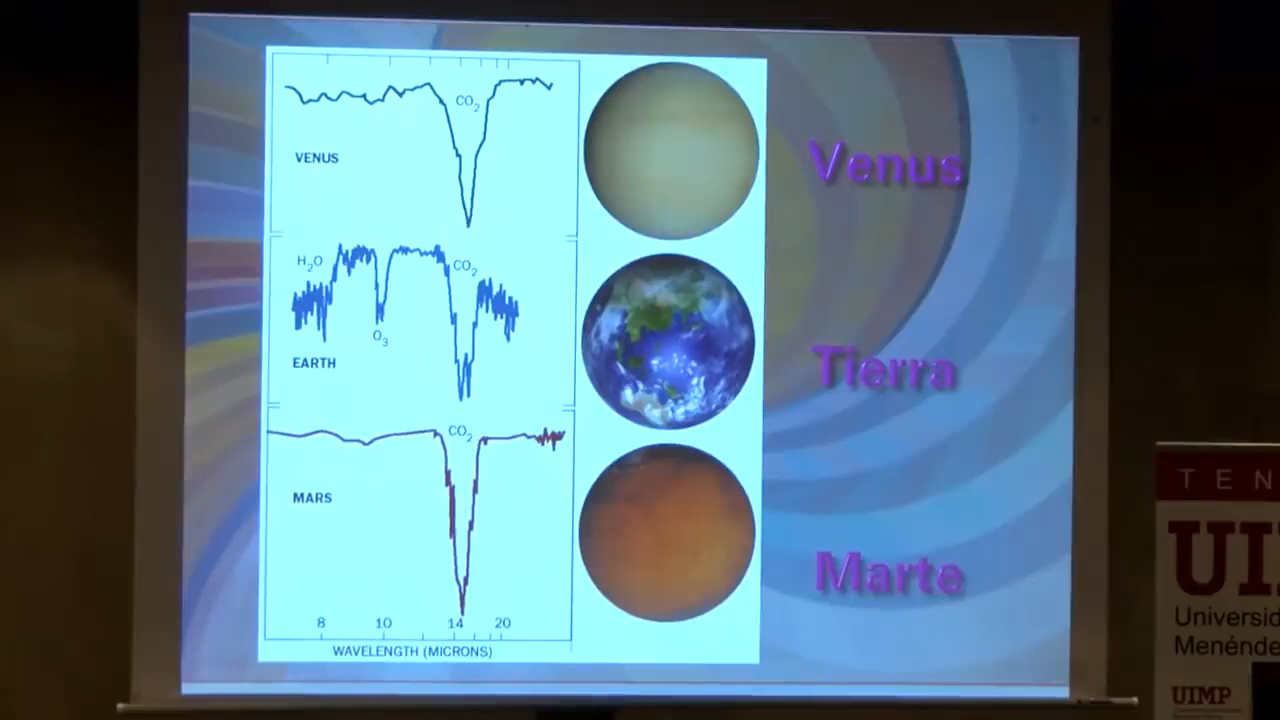 CO2
VENUS
Venus
H2O
CO2
O3
EARTH
Tierra
CO2
MARS
Marte
8 10 14 20
WAVELENGTH (MICRONS)
TEN
UI
Universid
Menénde
UIMP